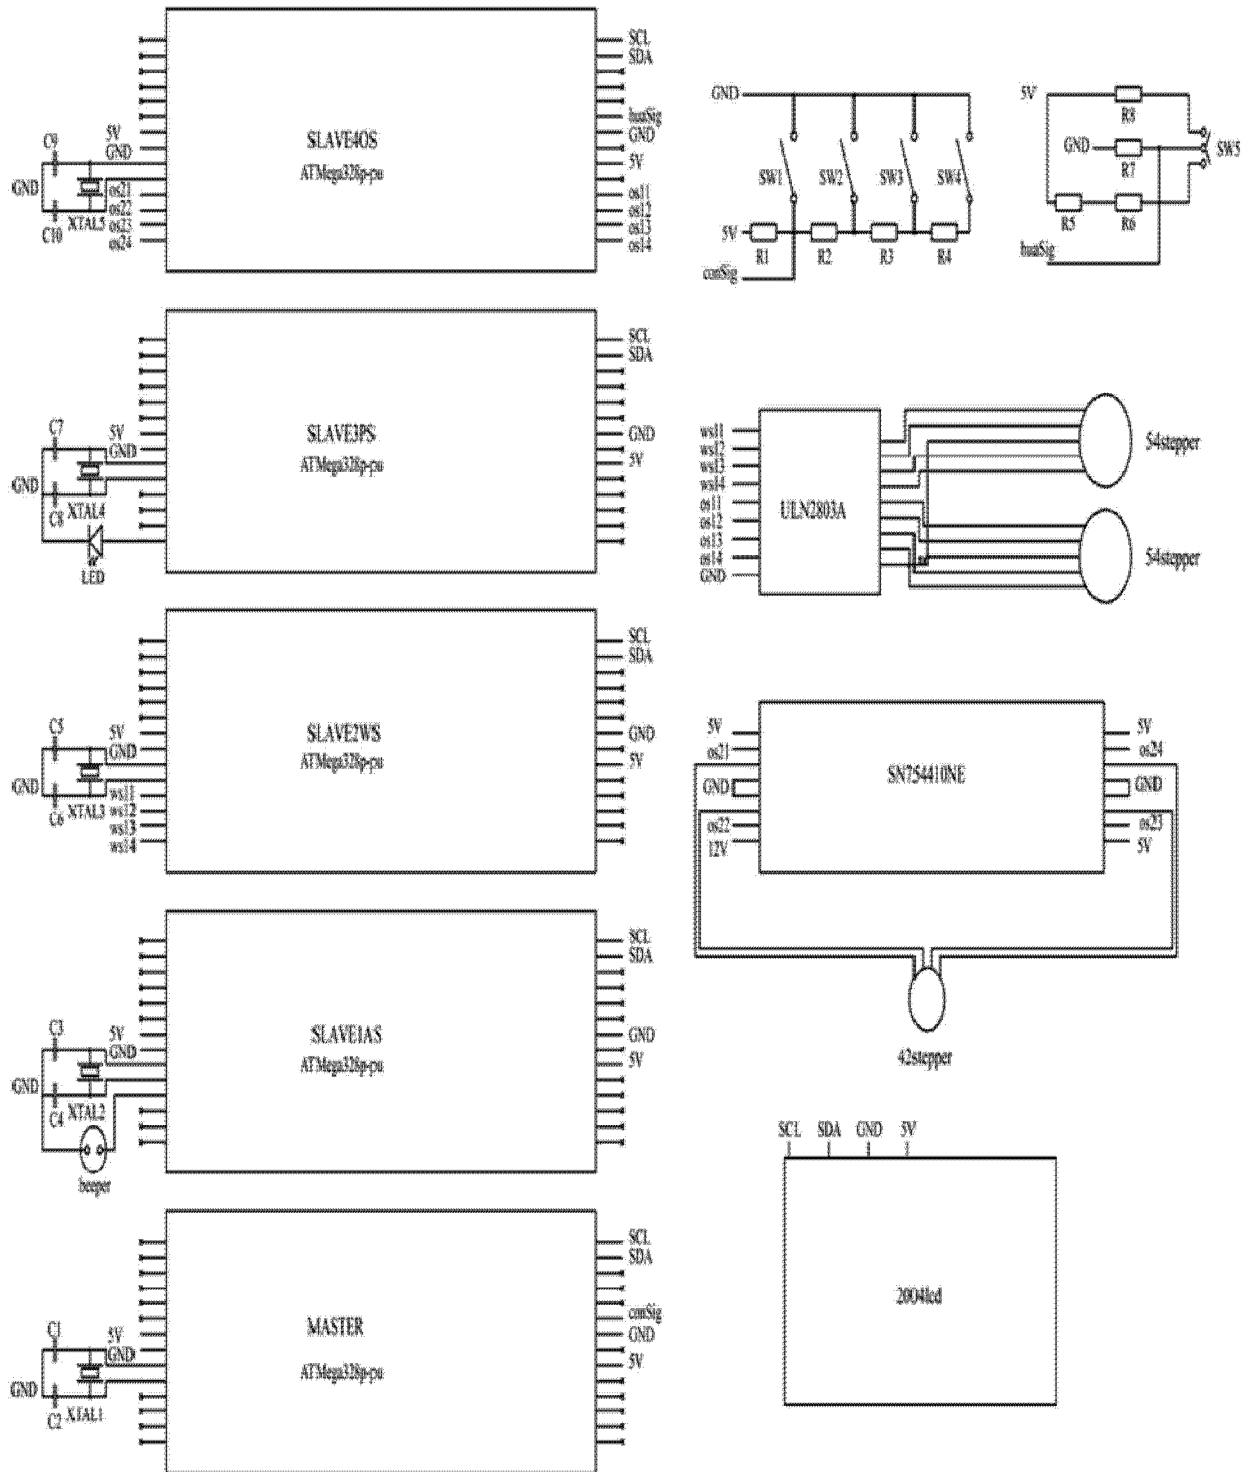 SCL
SDA
huaSig
GND
5V
os11
os12
os13
os14
SLAVE4OS
ATMega328p-pu
C9
5V
GND
GND
os21
os22
os23
os24
XTAL5
C10
SCL
SDA
GND
5V
SLAVE3PS
ATMega328p-pu
C7
5V
GND
GND
XTAL4
C8
LED
SCL
SDA
GND
5V
SLAVE2WS
ATMega328p-pu
C5
5V
GND
GND
XTAL3
C6
ws11
ws12
ws13
ws14
SCL
SDA
GND
5V
SLAVE1AS
ATMega328p-pu
C3
5V
GND
GND
XTAL2
C4
beeper
SCL
SDA
conSig
GND
5V
MASTER
ATMega328p-pu
C1
5V
GND
GND
XTAL1
C2
GND
SW1 SW2 SW3 SW4
5V
R1 R2 R3 R4
conSig
5V
R8
GND
R7
SW5
R5 R6
huaSig
ws11
ws12
ws13
ws14
os11
os12
os13
os14
GND
ULN2803A
54stepper
54stepper
5V
os21
GND
os22
12V
SN754410NE
5V
os24
GND
os23
5V
42stepper
SCL SDA GND 5V
2004lcd